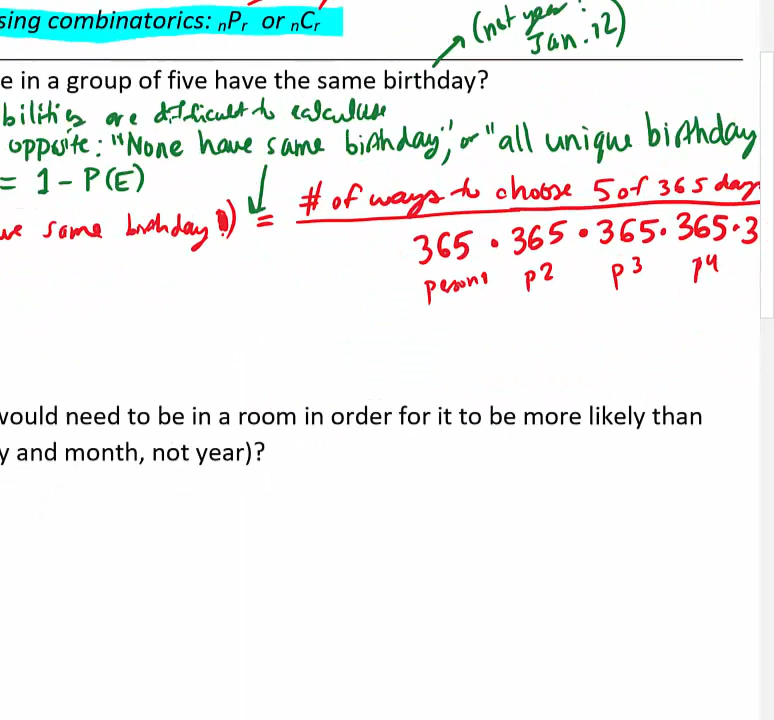 sing combinatorics: nPr or nCr
(not year : Jan. 12)
e in a group of five have the same birthday?
bilities are difficult to calculate
opposite: "None have same birthday", or "all unique birthday
= 1 - P(E)
# of ways to choose 5 of 365 day
ve same birthday) =
365 • 365 • 365 • 365 • 3
person 1 p2 p3 p4
would need to be in a room in order for it to be more likely than
y and month, not year)?